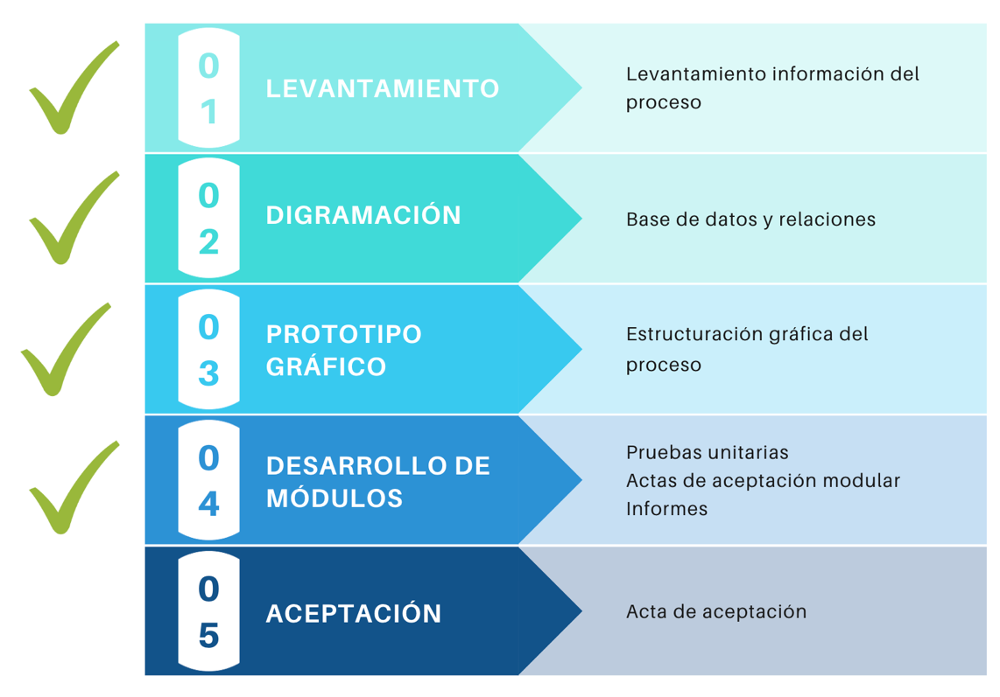 0
1
LEVANTAMIENTO
Levantamiento información del
proceso
0
2
DIGRAMACIÓN
Base de datos y relaciones
0
3
PROTOTIPO
GRÁFICO
Estructuración gráfica del
proceso
0
4
DESARROLLO DE
MÓDULOS
Pruebas unitarias
Actas de aceptación modular
Informes
0
5
ACEPTACIÓN
Acta de aceptación